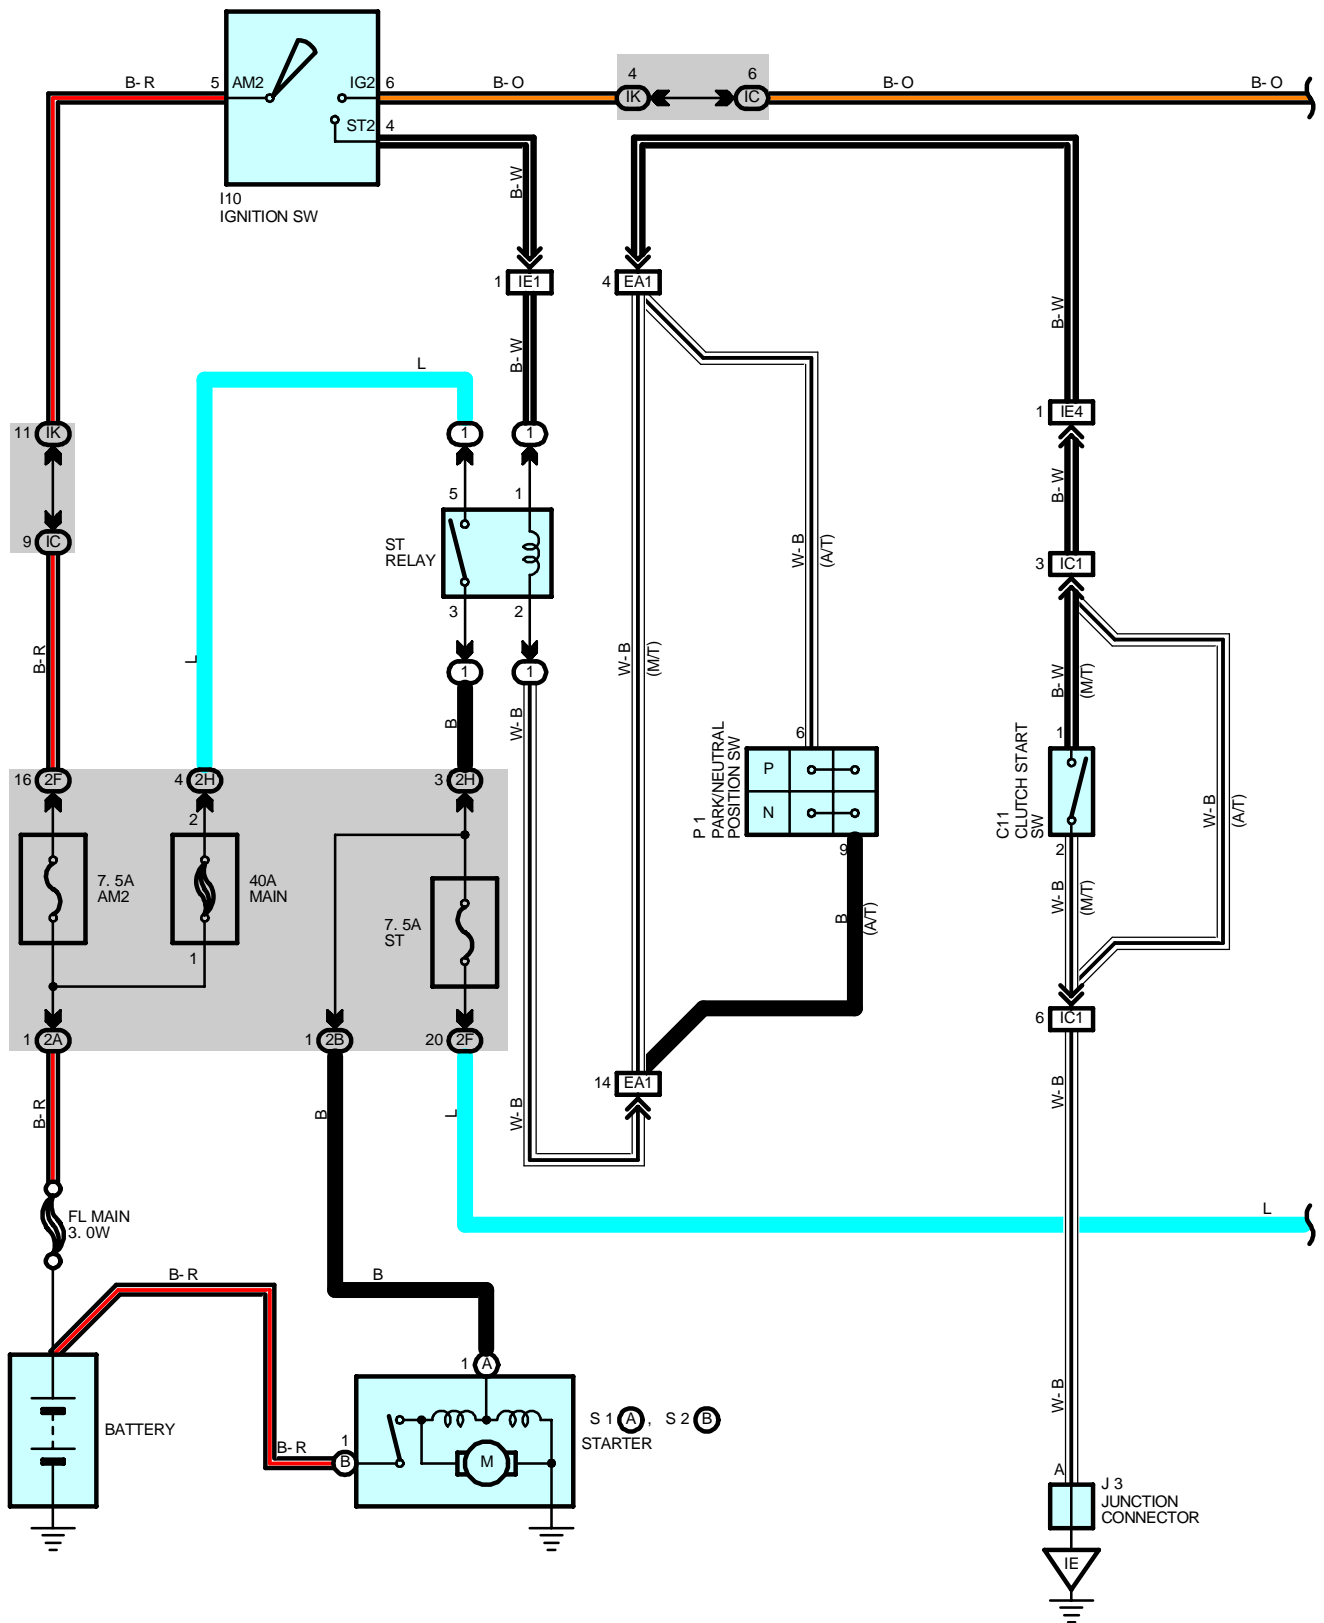 B-R 5 AM2 IG2 6 B-O 4 6 B-O B-O
IK IC
ST2 4
I10
IGNITION SW
B-W
1 IE1
4 EA1
B-W
B-W
L
1 IE4
11 IK
1 1
B-W
5 1
9 IC
ST
RELAY
W-B
(A/T)
3 IC1
3 2
B-R
L
1 1
W-B
(M/T)
B-W
(M/T)
B
W-B
6
1
P 1
PARK/NEUTRAL
POSITION SW
P
N
9
C11
CLUTCH START
SW
2
W-B
(A/T)
16 2F
4 2H
3 2H
2
7.5A
AM2
40A
MAIN
1
7.5A
ST
B
(A/T)
W-B
(M/T)
1 2A
1 2B
20 2F
6 IC1
14 EA1
B-R
B
L
W-B
W-B
FL MAIN
3.0W
L
B-R
B
1 A
BATTERY
B-R
1
B
M
S 1 A , S 2 B
STARTER
W-B
A
J 3
JUNCTION
CONNECTOR
IE